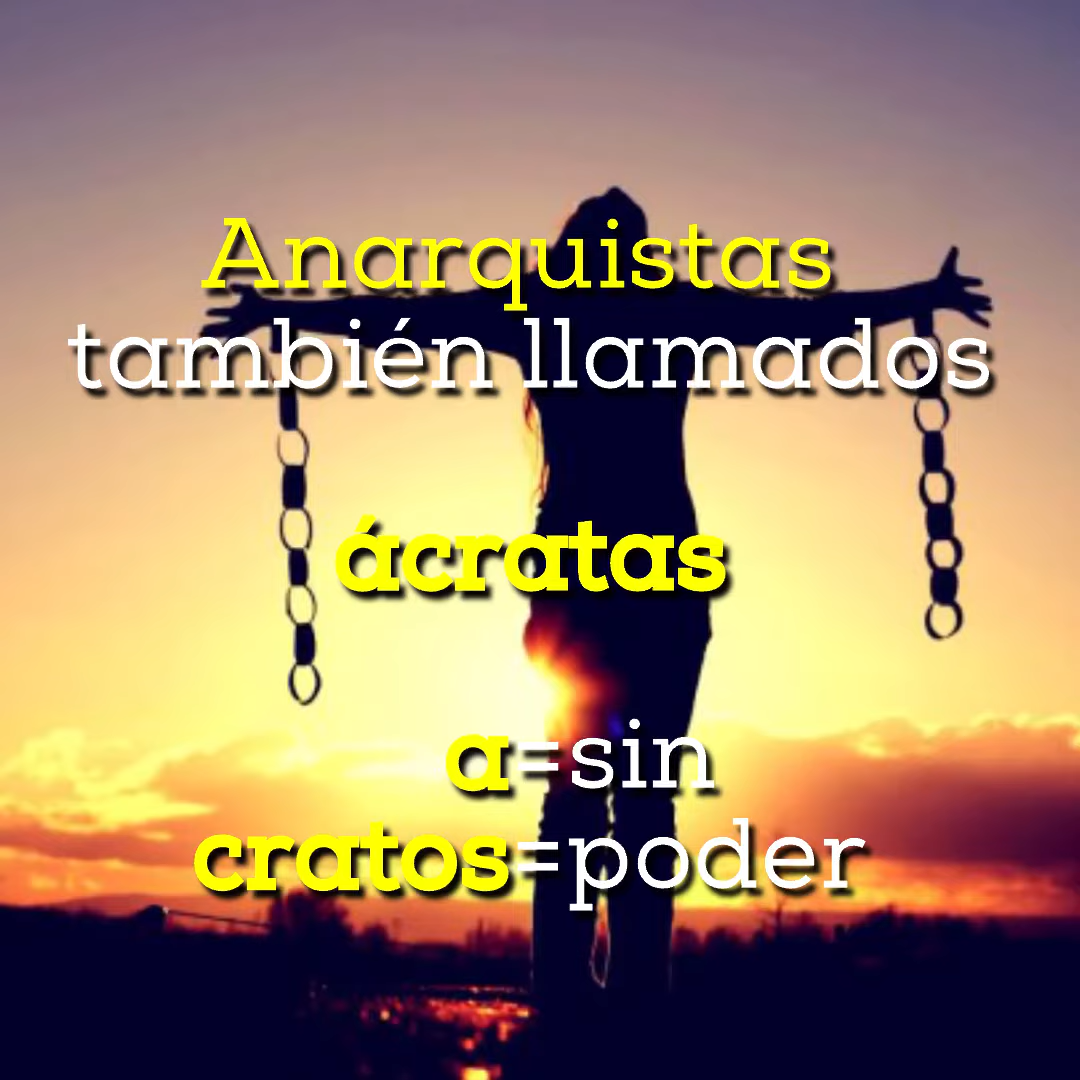 Anarquistas
también llamados
ácratas
a=sin
cratos=poder